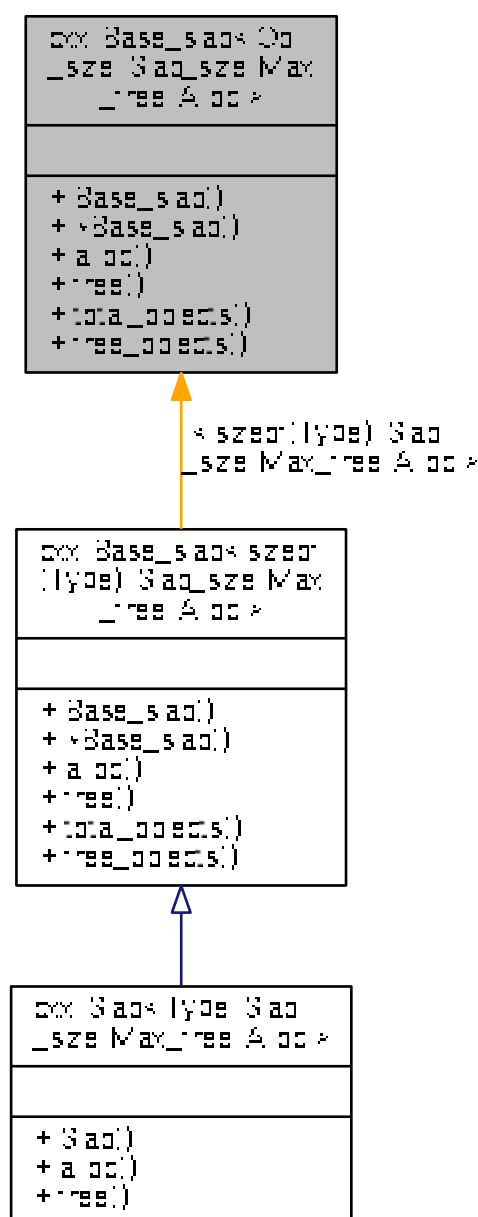 cxx::Base_slab< Obj
_size, Slab_size, Max
_free, Alloc >
+ Base_slab()
+ ~Base_slab()
+ alloc()
+ free()
+ total_objects()
+ free_objects()
< sizeof(Type), Slab
_size, Max_free, Alloc >
cxx::Base_slab< sizeof
(Type), Slab_size, Max
_free, Alloc >
+ Base_slab()
+ ~Base_slab()
+ alloc()
+ free()
+ total_objects()
+ free_objects()
cxx::Slab< Type, Slab
_size, Max_free, Alloc >
+ Slab()
+ alloc()
+ free()